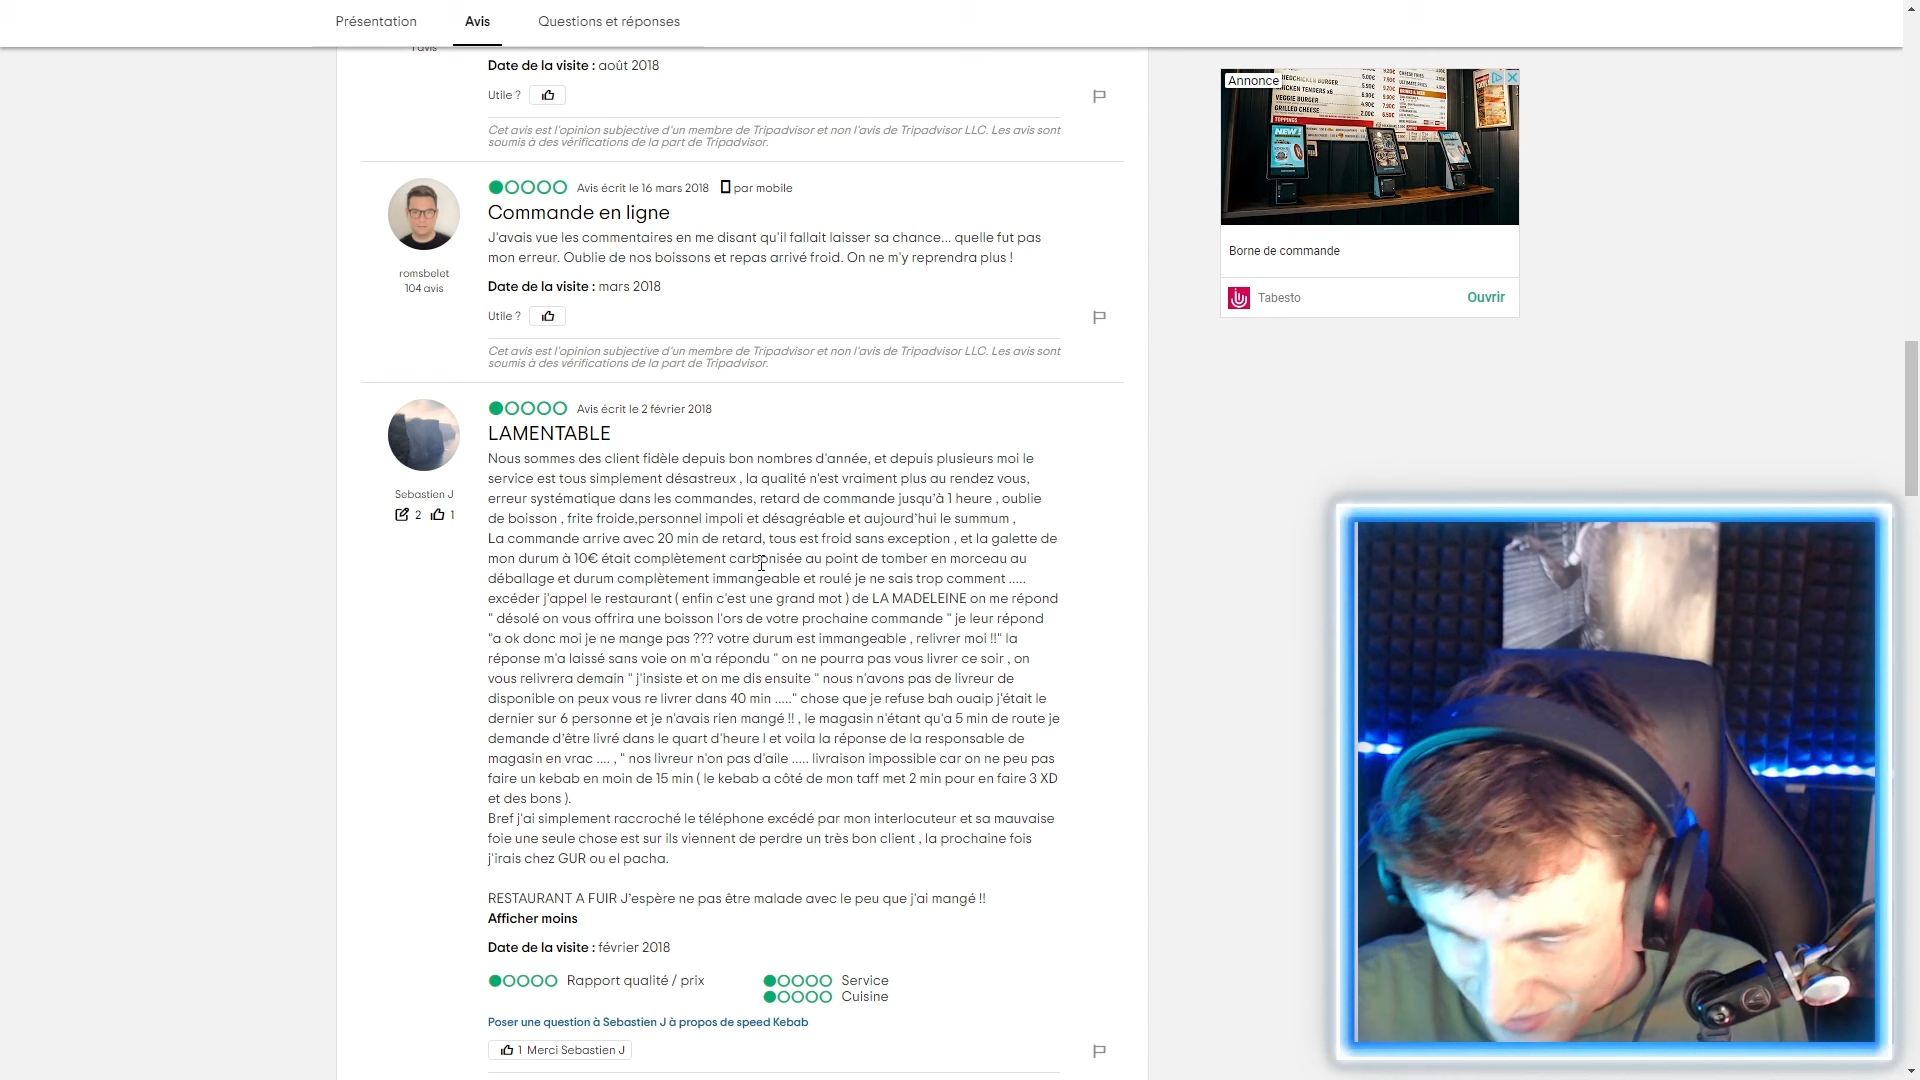 Présentation
Avis
Questions et réponses
1 avis
Date de la visite : août 2018
Utile ?
Cet avis est l'opinion subjective d'un membre de Tripadvisor et non l'avis de Tripadvisor LLC. Les avis sont
soumis à des vérifications de la part de Tripadvisor.
Avis écrit le 16 mars 2018 par mobile
Commande en ligne
J'avais vue les commentaires en me disant qu'il fallait laisser sa chance... quelle fut pas
mon erreur. Oublie de nos boissons et repas arrivé froid. On ne m'y reprendra plus !
romsbelet
104 avis
Date de la visite : mars 2018
Utile ?
Cet avis est l'opinion subjective d'un membre de Tripadvisor et non l'avis de Tripadvisor LLC. Les avis sont
soumis à des vérifications de la part de Tripadvisor.
Avis écrit le 2 février 2018
LAMENTABLE
Sebastien J
2 1
Nous sommes des client fidèle depuis bon nombres d'année, et depuis plusieurs moi le
service est tous simplement désastreux , la qualité n'est vraiment plus au rendez vous,
erreur systématique dans les commandes, retard de commande jusqu'à 1 heure , oublie
de boisson , frite froide,personnel impoli et désagréable et aujourd'hui le summum ,
La commande arrive avec 20 min de retard, tous est froid sans exception , et la galette de
mon durum à 10€ était complètement carbonisée au point de tomber en morceau au
déballage et durum complètement immangeable et roulé je ne sais trop comment .....
excéder j'appel le restaurant ( enfin c'est une grand mot ) de LA MADELEINE on me répond
" désolé on vous offrira une boisson l'ors de votre prochaine commande " je leur répond
"a ok donc moi je ne mange pas ??? votre durum est immangeable , relivrer moi !!" la
réponse m'a laissé sans voie on m'a répondu " on ne pourra pas vous livrer ce soir , on
vous relivrera demain " j'insiste et on me dis ensuite " nous n'avons pas de livreur de
disponible on peux vous re livrer dans 40 min ....." chose que je refuse bah ouaip j'était le
dernier sur 6 personne et je n'avais rien mangé !! , le magasin n'étant qu'a 5 min de route je
demande d'être livré dans le quart d'heure l et voila la réponse de la responsable de
magasin en vrac .... , " nos livreur n'on pas d'aile ..... livraison impossible car on ne peu pas
faire un kebab en moin de 15 min ( le kebab a côté de mon taff met 2 min pour en faire 3 XD
et des bons ).
Bref j'ai simplement raccroché le téléphone excédé par mon interlocuteur et sa mauvaise
foie une seule chose est sur ils viennent de perdre un très bon client , la prochaine fois
j'irais chez GUR ou el pacha.
RESTAURANT A FUIR J'espère ne pas être malade avec le peu que j'ai mangé !!
Afficher moins
Date de la visite : février 2018
Rapport qualité / prix
Service
Cuisine
Poser une question à Sebastien J à propos de speed Kebab
1 Merci Sebastien J
Annonce
CHICKEN TENDERS x6
VEGGIE BURGER
GRILLED CHEESE
TOPPINGS
NEW !
Borne de commande
Tabesto
Ouvrir